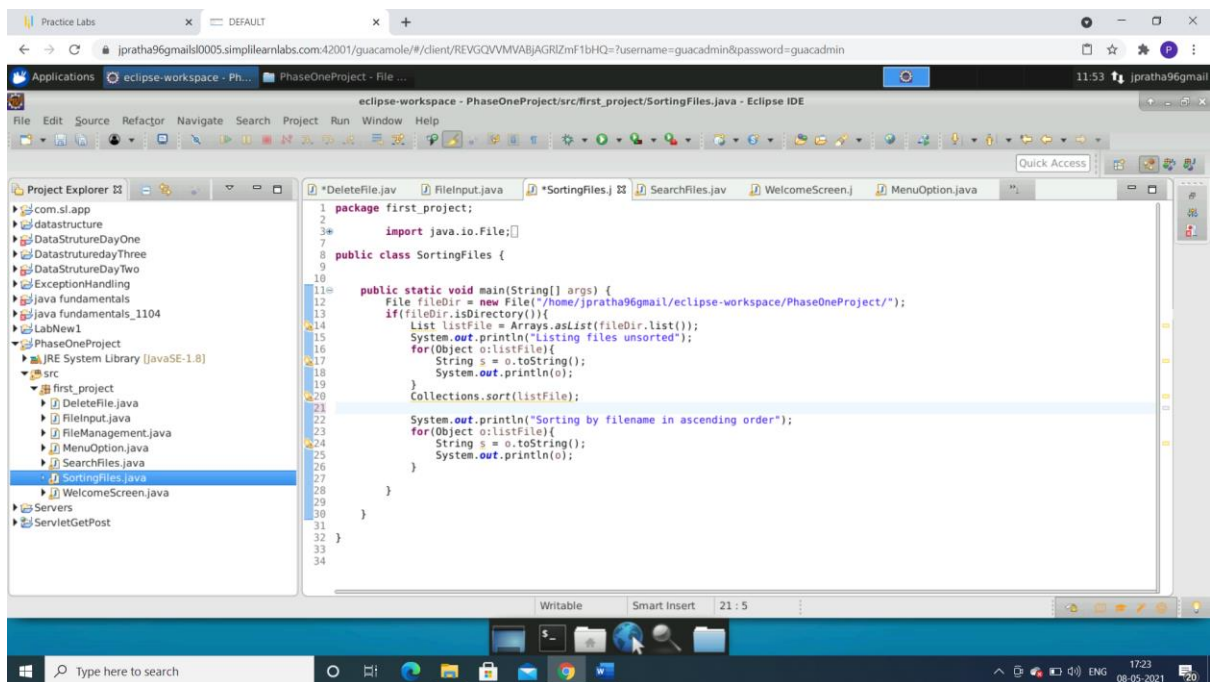 Practice Labs
DEFAULT
jpratha96gmailsl0005.simplilearnlabs.com:42001/guacamole/#/client/REVGQVVMVABjAGRlZmF1bHQ=?username=guacadmin&password=guacadmin
P
Applications eclipse-workspace - Ph... PhaseOneProject - File ... 11:53 jpratha96gmail
eclipse-workspace - PhaseOneProject/src/first_project/SortingFiles.java - Eclipse IDE
File Edit Source Refactor Navigate Search Project Run Window Help
Quick Access
Project Explorer
com.sl.app
datastructure
DataStrutureDayOne
DatastruturedayThree
DataStrutureDayTwo
ExceptionHandling
java fundamentals
java fundamentals_1104
LabNew1
PhaseOneProject
JRE System Library [JavaSE-1.8]
src
first_project
DeleteFile.java
FileInput.java
FileManagement.java
MenuOption.java
SearchFiles.java
SortingFiles.java
WelcomeScreen.java
Servers
ServletGetPost
*DeleteFile.jav FileInput.java *SortingFiles.j SearchFiles.jav WelcomeScreen.j MenuOption.java
1 package first_project;
2
3 import java.io.File;
7
8 public class SortingFiles {
9
10
11 public static void main(String[] args) {
12 File fileDir = new File("/home/jpratha96gmail/eclipse-workspace/PhaseOneProject/");
13 if(fileDir.isDirectory()){
14 List listFile = Arrays.asList(fileDir.list());
15 System.out.println("Listing files unsorted");
16 for(Object o:listFile){
17 String s = o.toString();
18 System.out.println(o);
19 }
20 Collections.sort(listFile);
21
22 System.out.println("Sorting by filename in ascending order");
23 for(Object o:listFile){
24 String s = o.toString();
25 System.out.println(o);
26 }
27
28 }
29
30 }
31
32 }
33
34
Writable Smart Insert 21 : 5
Type here to search
ENG
17:23
08-05-2021
20